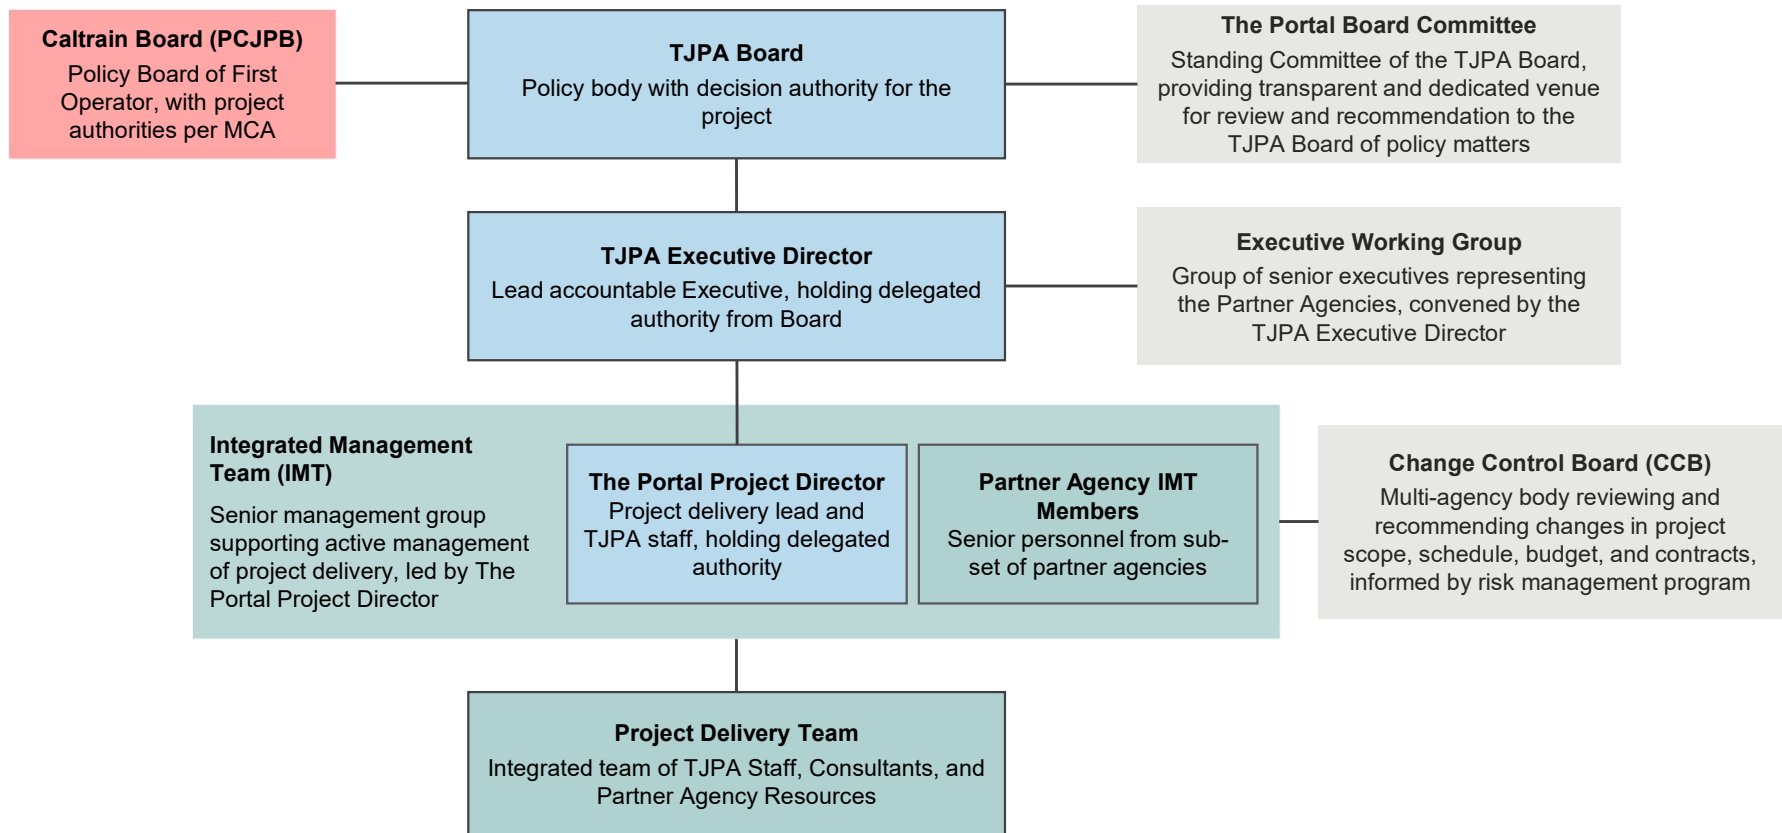 Caltrain Board (PCJPB)
Policy Board of First
Operator, with project
authorities per MCA
TJPA Board
Policy body with decision authority for the
project
The Portal Board Committee
Standing Committee of the TJPA Board,
providing transparent and dedicated venue
for review and recommendation to the
TJPA Board of policy matters
TJPA Executive Director
Lead accountable Executive, holding delegated
authority from Board
Executive Working Group
Group of senior executives representing
the Partner Agencies, convened by the
TJPA Executive Director
Integrated Management
Team (IMT)
Senior management group
supporting active management
of project delivery, led by The
Portal Project Director
The Portal Project Director
Project delivery lead and
TJPA staff, holding delegated
authority
Partner Agency IMT
Members
Senior personnel from sub-
set of partner agencies
Change Control Board (CCB)
Multi-agency body reviewing and
recommending changes in project
scope, schedule, budget, and contracts,
informed by risk management program
Project Delivery Team
Integrated team of TJPA Staff, Consultants, and
Partner Agency Resources